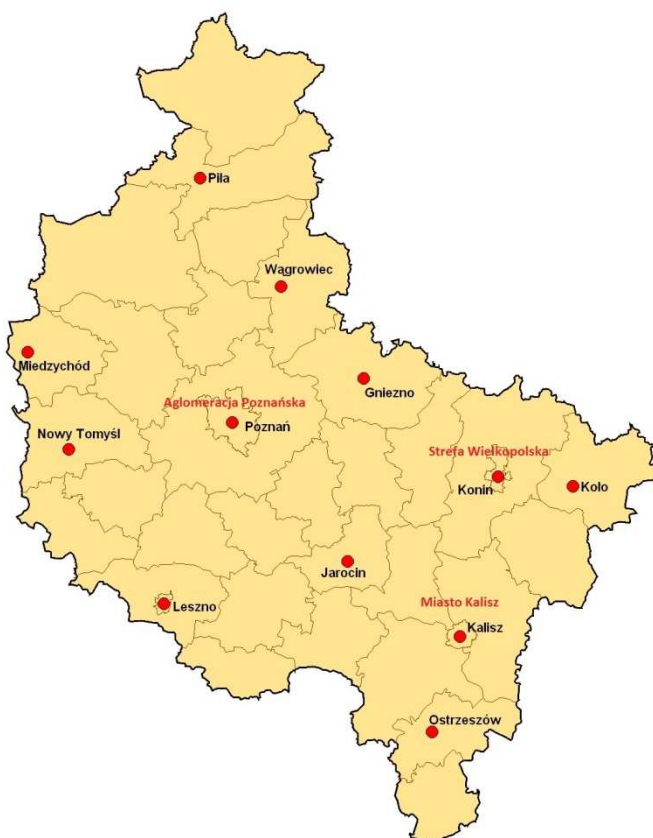 Piła
Wągrowiec
Miedzychód
Gniezno
Aglomeracja Poznańska
Poznań
Nowy Tomyśl
Strefa Wielkopolska
Konin
Koło
Jarocin
Leszno
Miasto Kalisz
Kalisz
Ostrzeszów